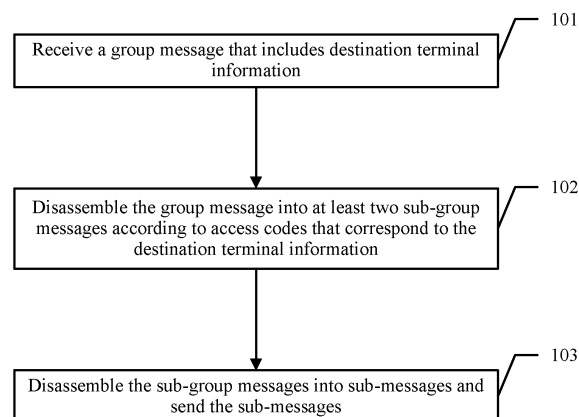 101
Receive a group message that includes destination terminal
information
102
Disassemble the group message into at least two sub-group
messages according to access codes that correspond to the
destination terminal information
103
Disassemble the sub-group messages into sub-messages and
send the sub-messages